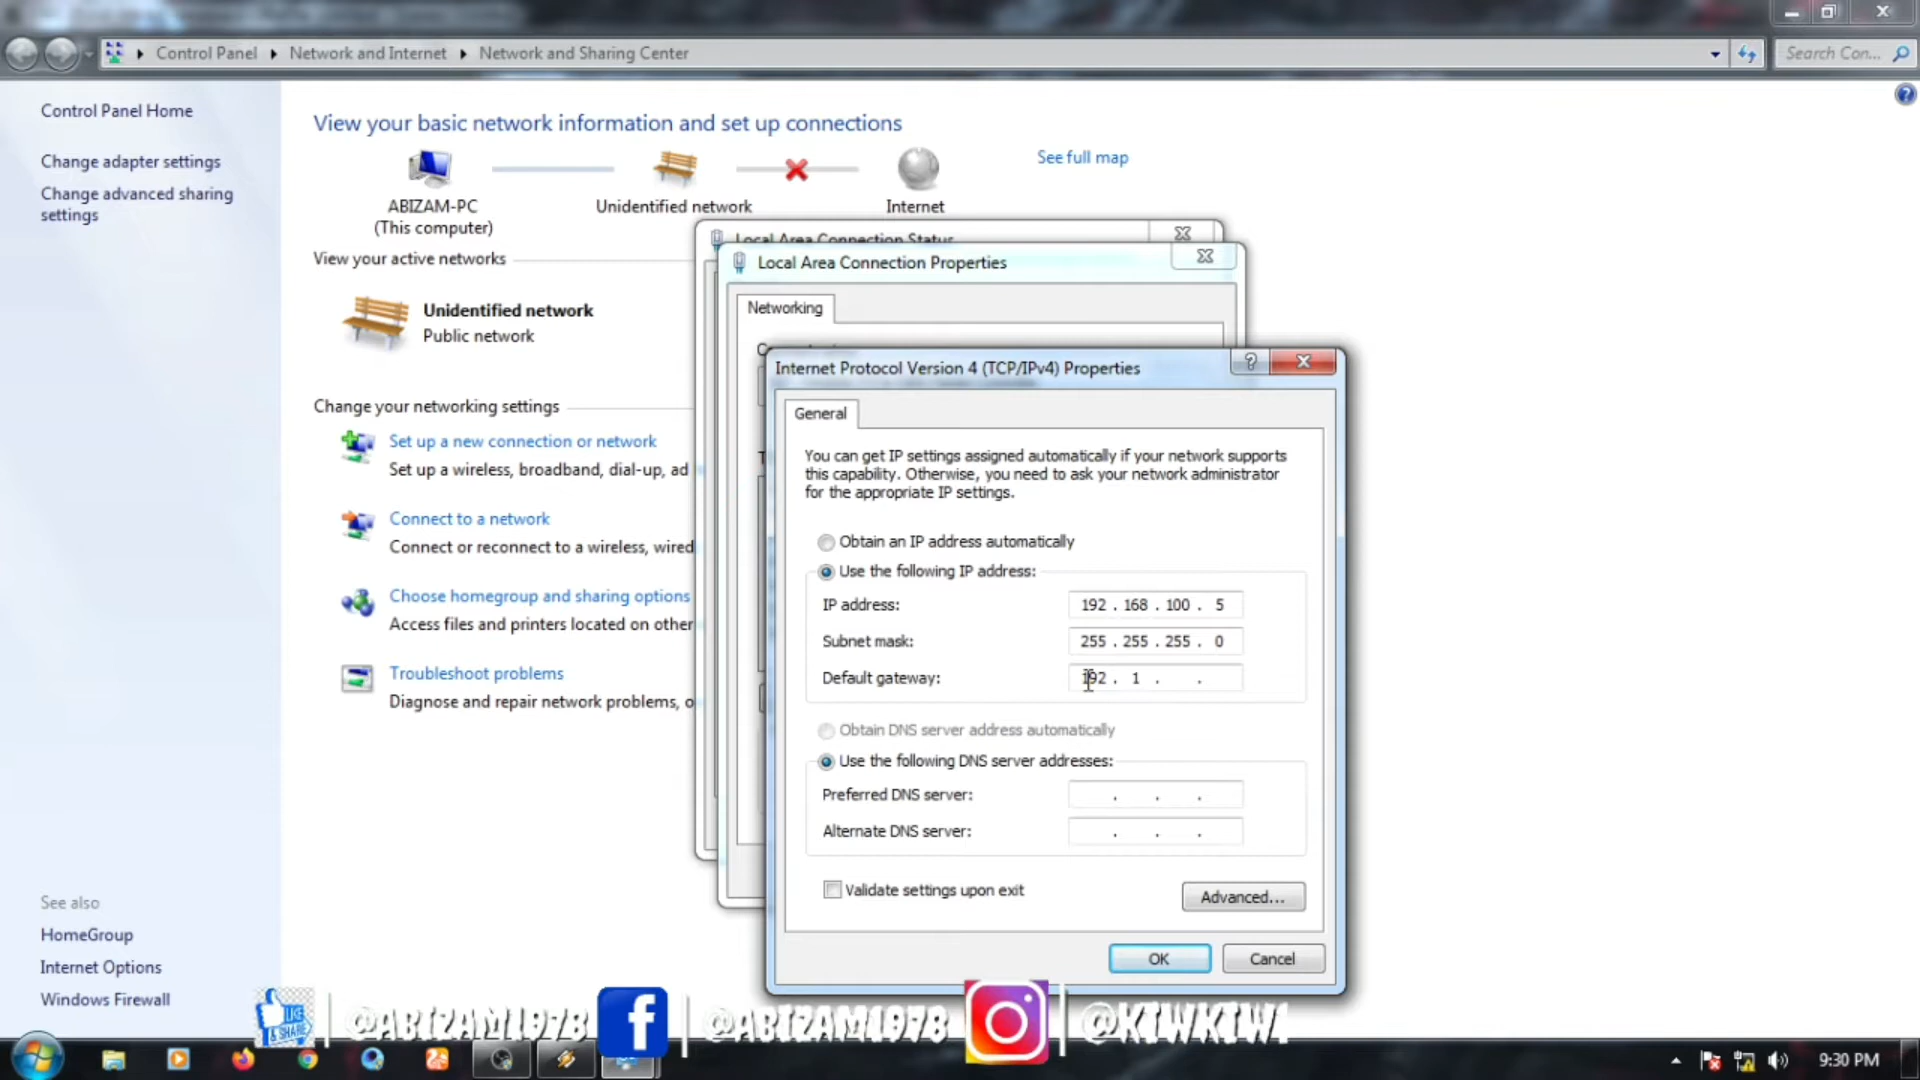 Control Panel
Network and Internet
Network and Sharing Center
Search Con...
Control Panel Home
Change adapter settings
Change advanced sharing
settings
See also
HomeGroup
Internet Options
Windows Firewall
View your basic network information and set up connections
See full map
ABIZAM-PC
(This computer)
Unidentified network
Internet
View your active networks
Unidentified network
Public network
Change your networking settings
Set up a new connection or network
Set up a wireless, broadband, dial-up, ad
Connect to a network
Connect or reconnect to a wireless, wired
Choose homegroup and sharing options
Access files and printers located on other
Troubleshoot problems
Diagnose and repair network problems, o
Local Area Connection Status
Local Area Connection Properties
Networking
Internet Protocol Version 4 (TCP/IPv4) Properties
General
You can get IP settings assigned automatically if your network supports
this capability. Otherwise, you need to ask your network administrator
for the appropriate IP settings.
Obtain an IP address automatically
Use the following IP address:
IP address: 192 . 168 . 100 . 5
Subnet mask: 255 . 255 . 255 . 0
Default gateway: 192 . 1 . .
Obtain DNS server address automatically
Use the following DNS server addresses:
Preferred DNS server: . . .
Alternate DNS server: . . .
Validate settings upon exit
Advanced...
OK
Cancel
LIKE
& SHARE
@ABIZAM1978
@ABIZAM1978
@KIWKIW1
9:30 PM